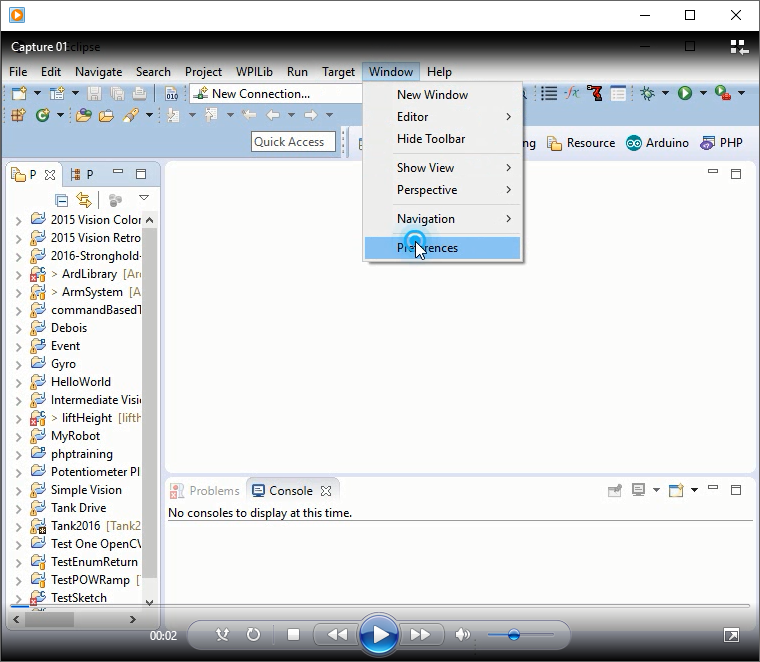 Capture 01 clipse
File Edit Navigate Search Project WPILib Run Target Window Help
New Connection...
Quick Access
ng Resource Arduino PHP
New Window
Editor
Hide Toolbar
Show View
Perspective
Navigation
Preferences
P P
2015 Vision Color
2015 Vision Retro
2016-Stronghold-
> ArdLibrary [Ard
> ArmSystem [A
commandBasedT
Debois
Event
Gyro
HelloWorld
Intermediate Visi
> liftHeight [lifth
MyRobot
phptraining
Potentiometer PI
Simple Vision
Tank Drive
Tank2016 [Tank2
Test One OpenCV
TestEnumReturn
TestPOWRamp [T
TestSketch
Problems Console
No consoles to display at this time.
00:02